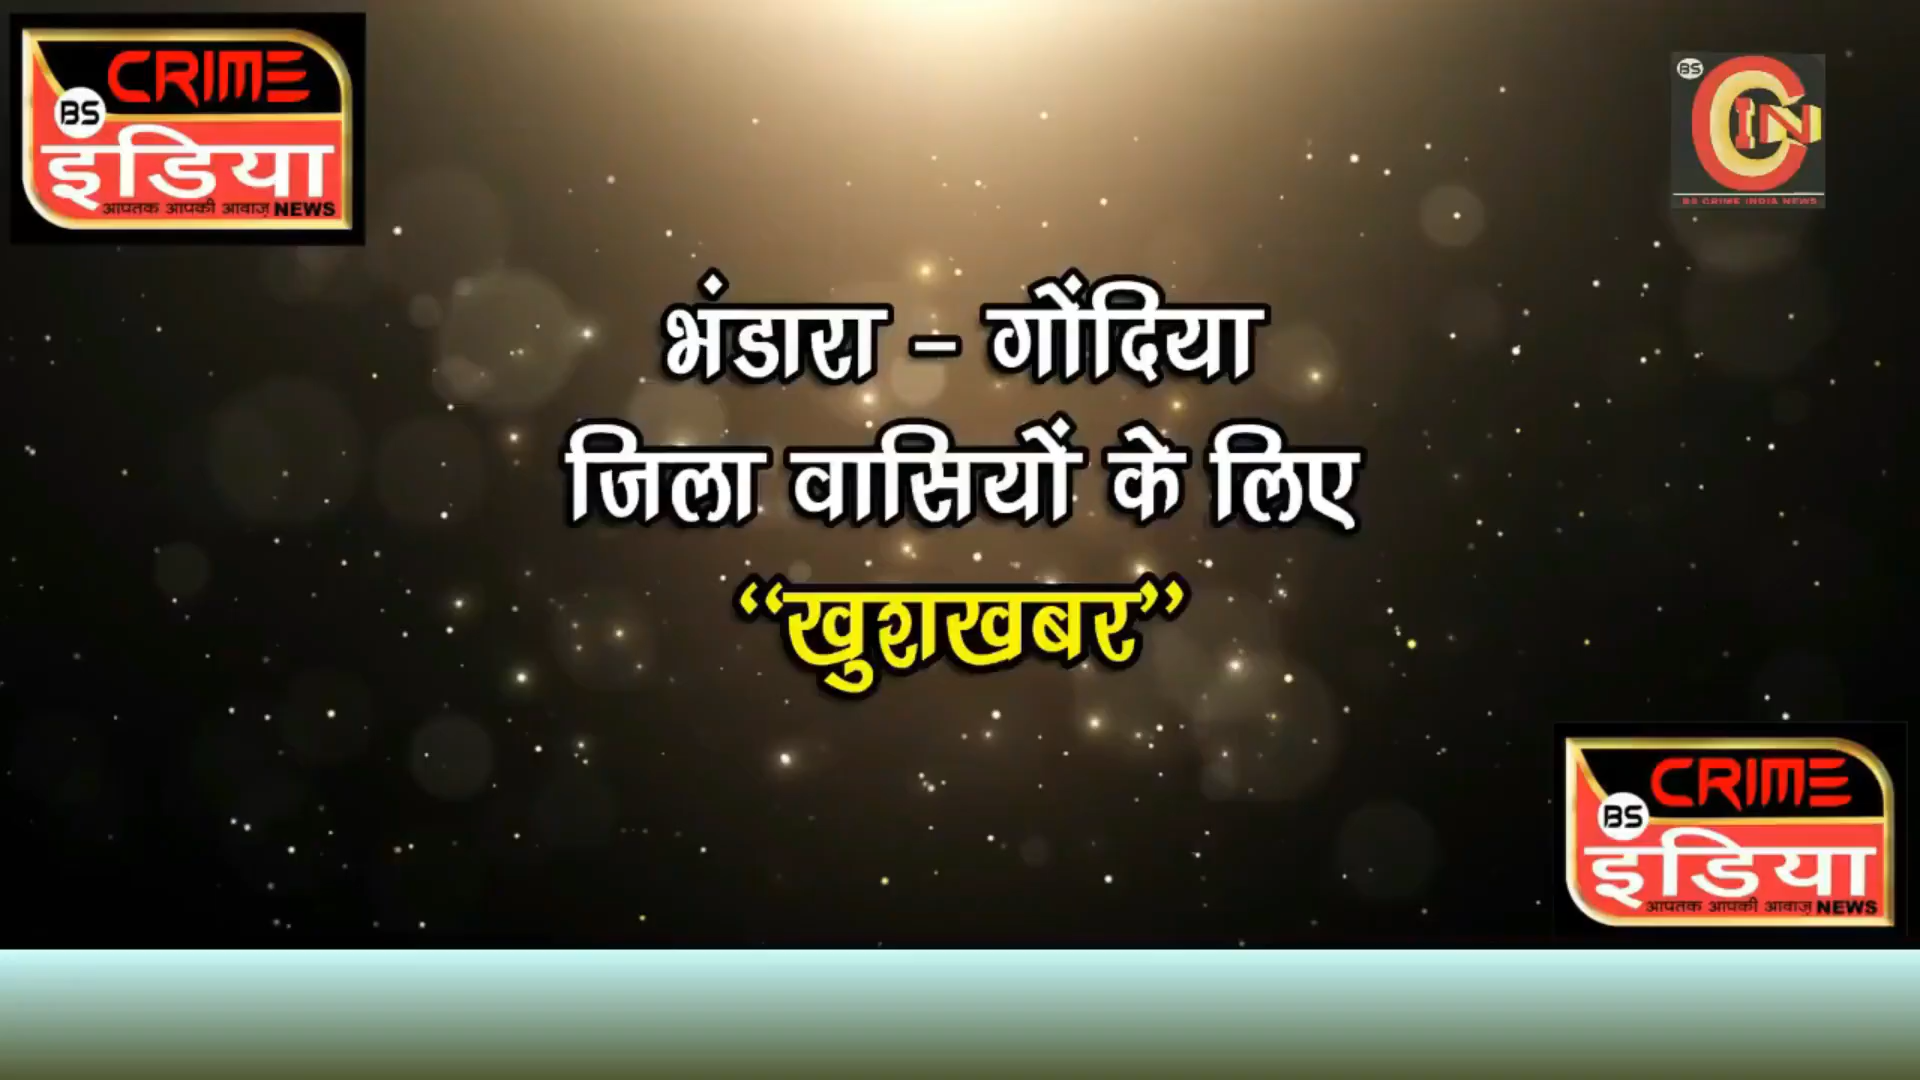 CRIME
BS
इंडिया
आपतक आपकी आवाज़ NEWS
BS
C IN
BS CRIME INDIA NEWS
भंडारा – गोंदिया
जिला वासियों के लिए
“खुशखबर”
CRIME
BS
इंडिया
आपतक आपकी आवाज़ NEWS